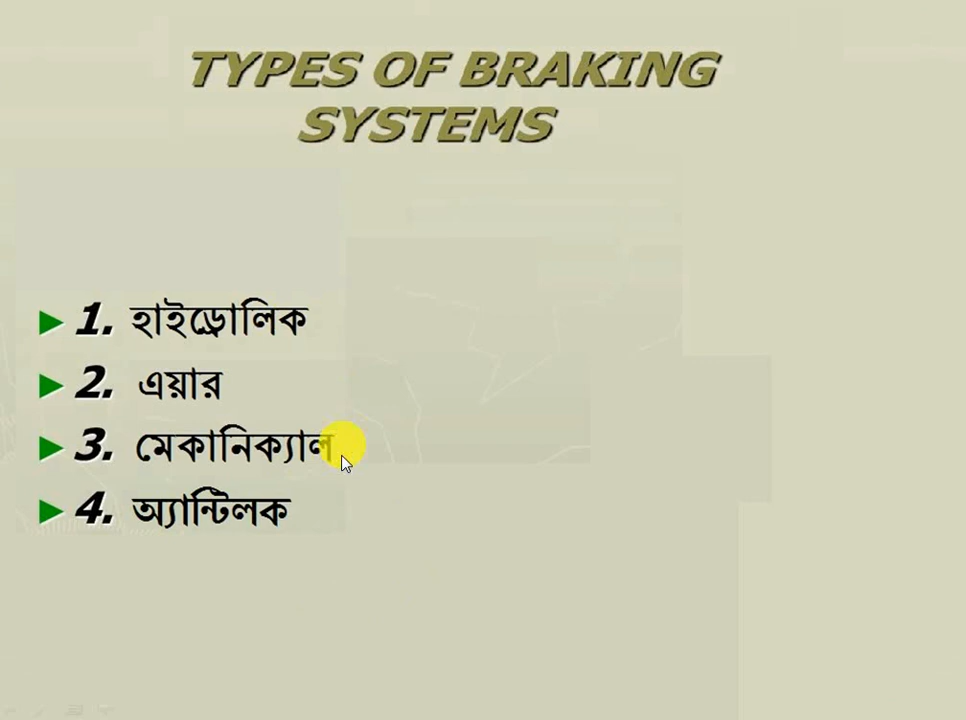 TYPES OF BRAKING
SYSTEMS
1. হাইড্রোলিক
2. এয়ার
3. মেকানিক্যাল
4. অ্যান্টিলক